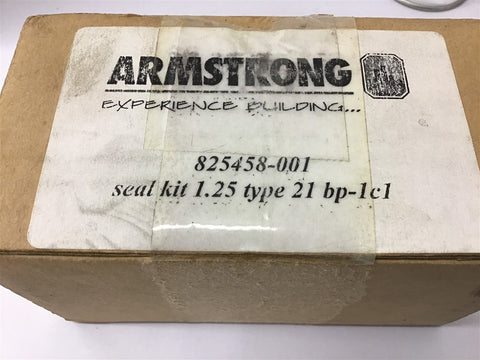 ARMSTRONG
EXPERIENCE BUILDING...
825458-001
seal kit 1.25 type 21 bp-1c1